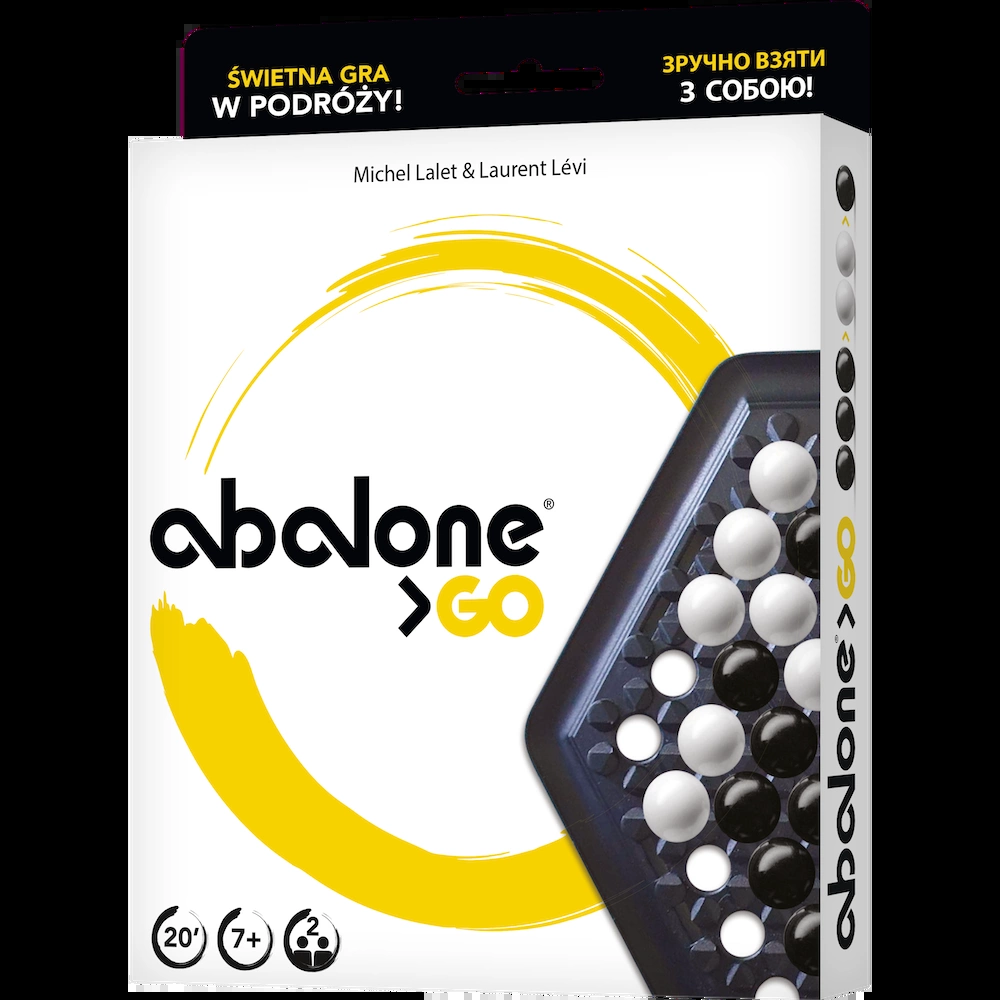 ŚWIETNA GRA
W PODRÓŻY!
ЗРУЧНО ВЗЯТИ
З СОБОЮ!
Michel Lalet & Laurent Lévi
abalone®
>GO
20'
7+
2
abalone®>GO